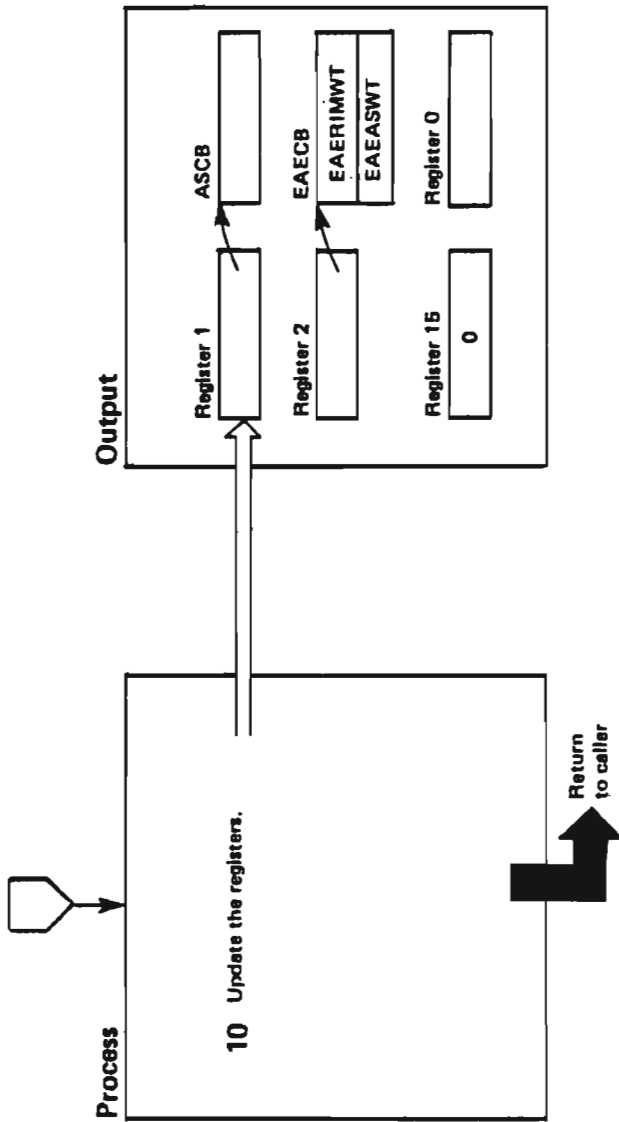 Process
10 Update the registers.
Return
to caller
Output
Register 1
ASCB
Register 2
EAECB
EAERIMWT
EAEASWT
Register 15
0
Register 0